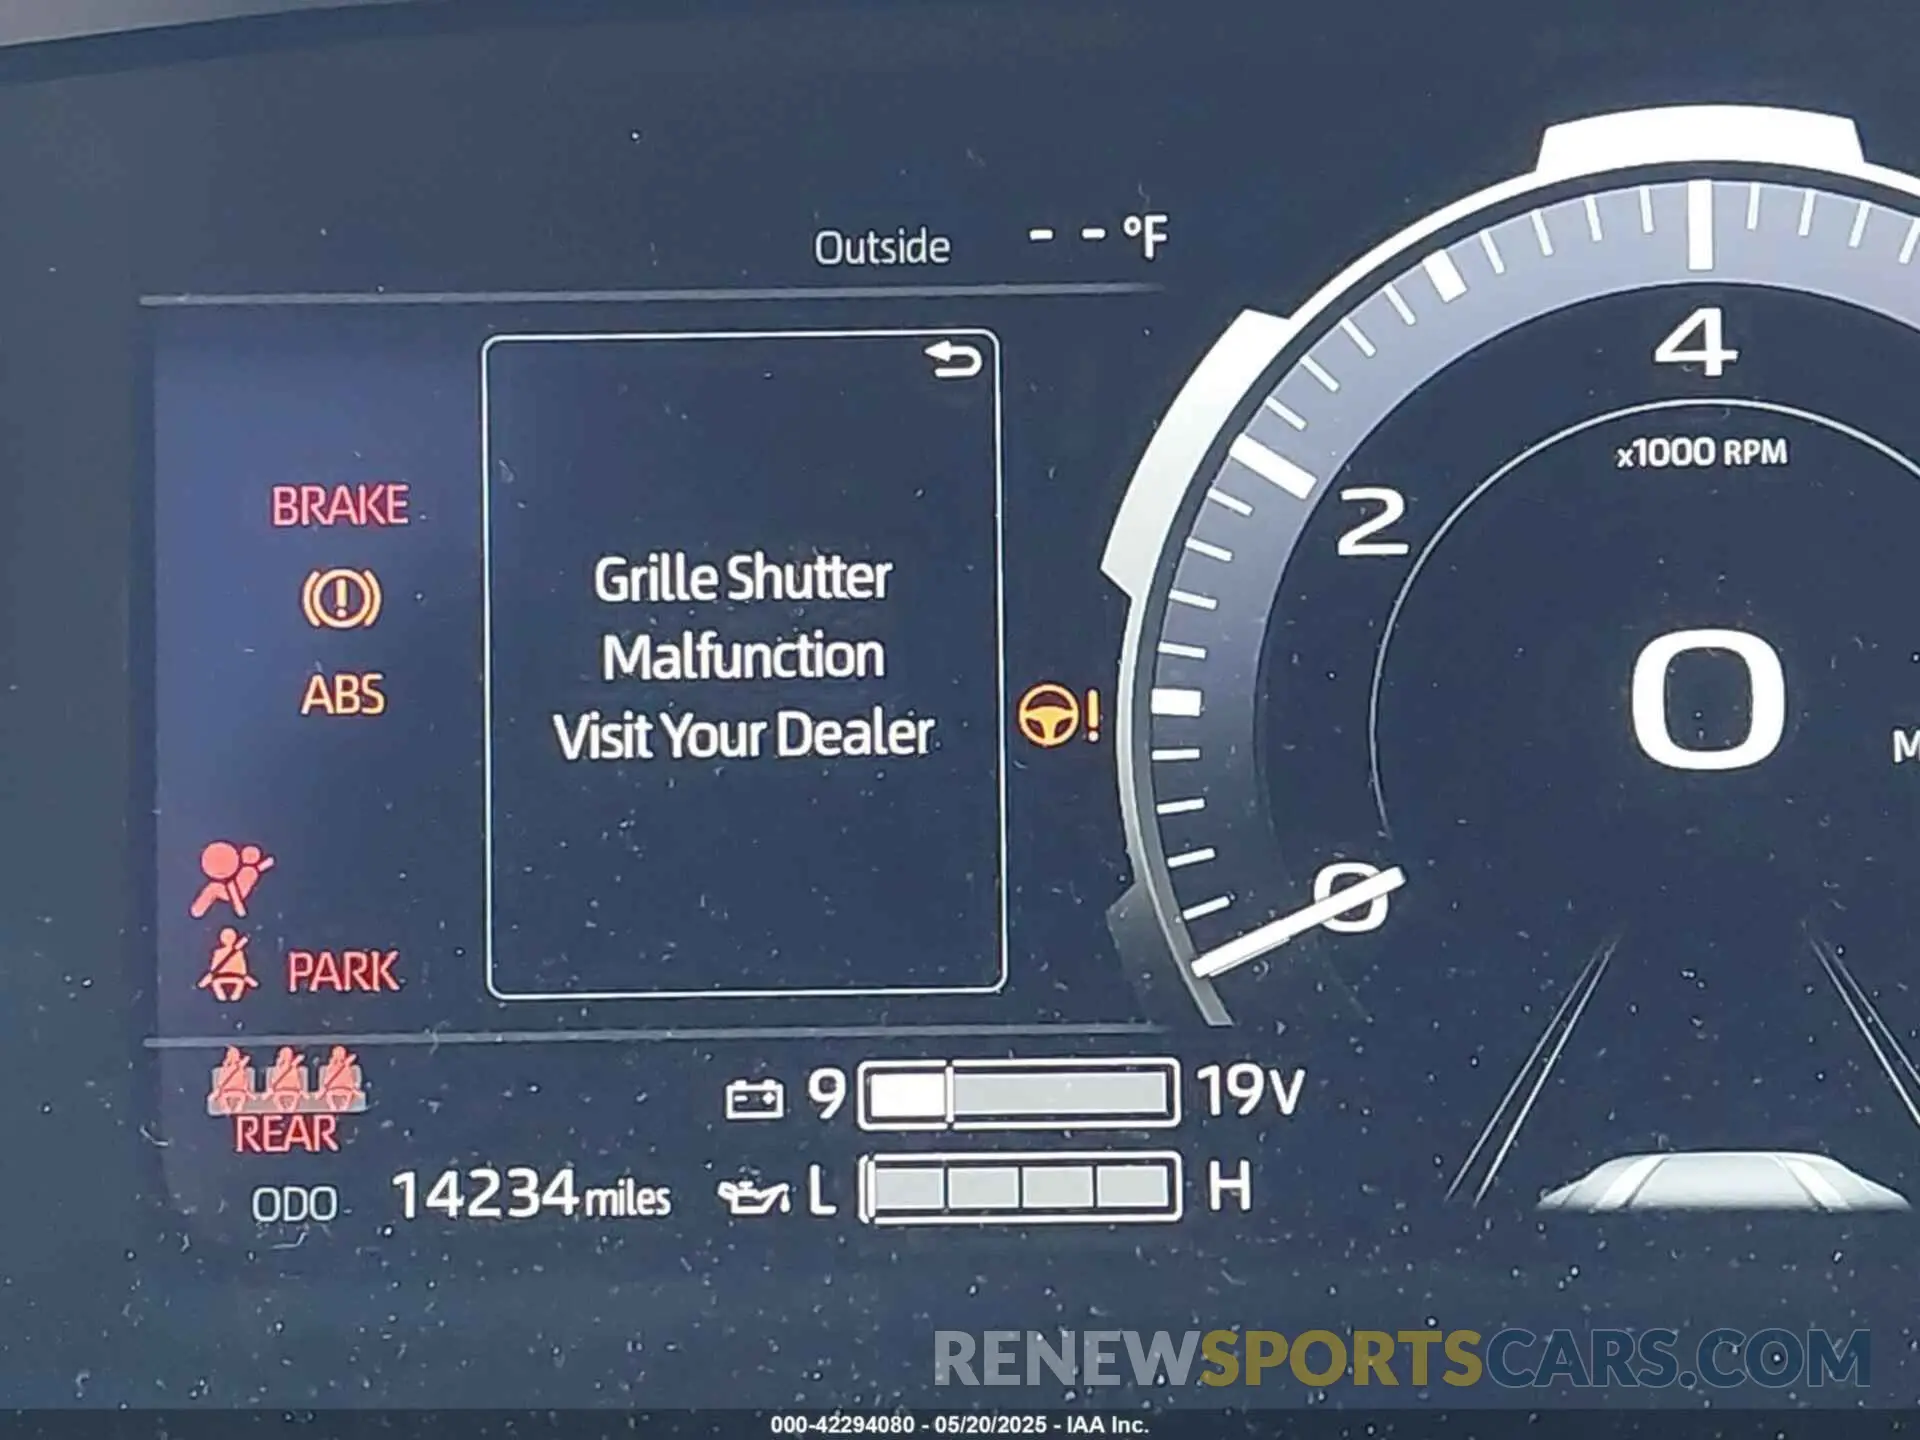 Outside - - °F
4
x1000 RPM
2
BRAKE
Grille Shutter
Malfunction
Visit Your Dealer
ABS
0
M
0
PARK
REAR
9 19V
ODO 14234 miles
L H
RENEWSPORTSCARS.COM
000-42294080 - 05/20/2025 - IAA Inc.